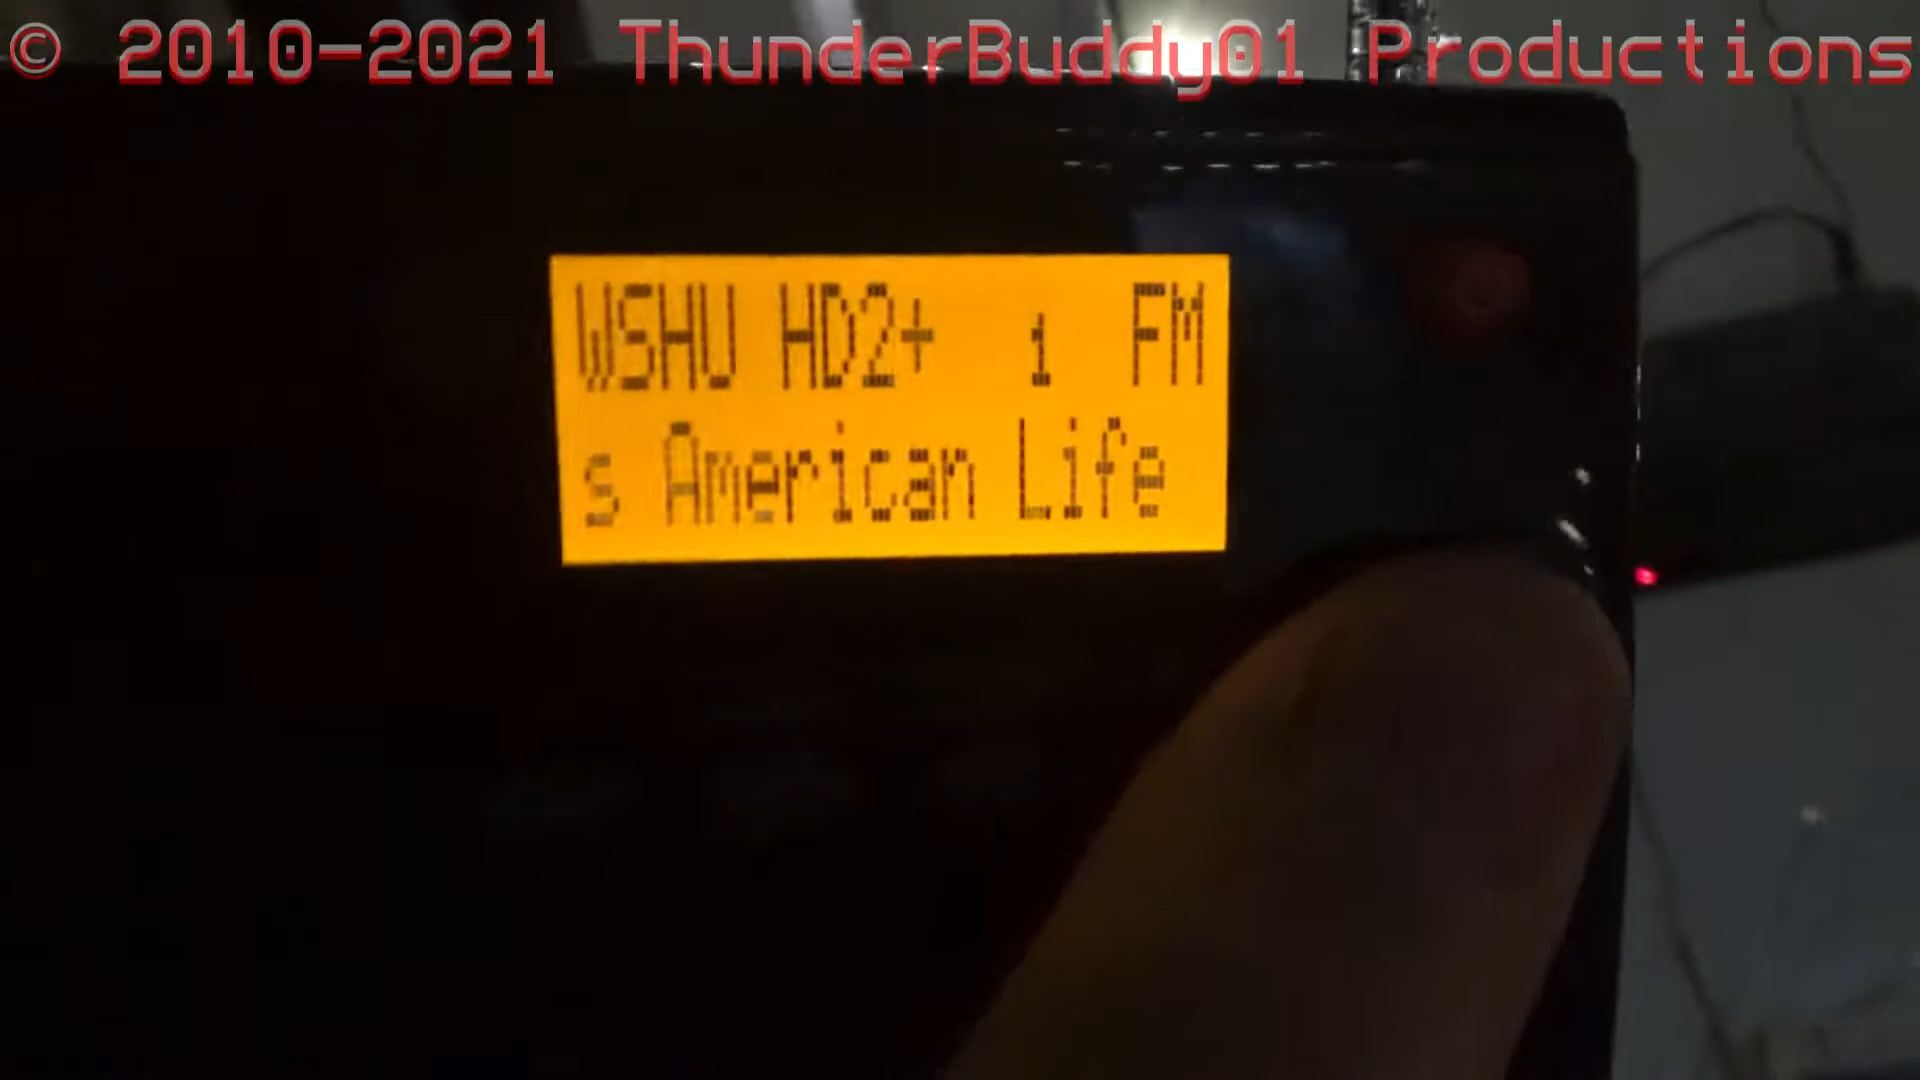 © 2010-2021 ThunderBuddy01 Productions
WSHU HD2+ i FM
s American Life